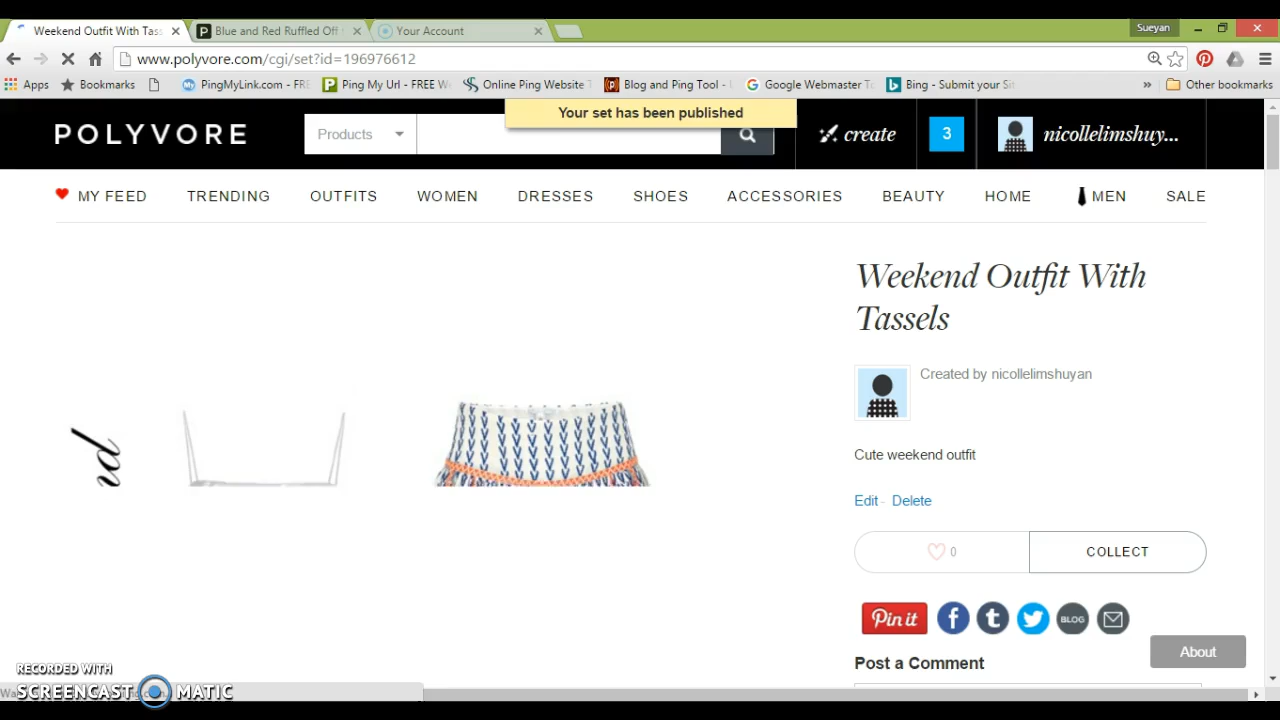 Weekend Outfit With Tass
Blue and Red Ruffled Off
Your Account
Sueyan
www.polyvore.com/cgi/set?id=196976612
Apps
Bookmarks
PingMyLink.com - FRE
Ping My Url - FREE We
Online Ping Website T
Blog and Ping Tool -
Google Webmaster To
Bing - Submit your Sit
»
Other bookmarks
Your set has been published
POLYVORE
Products
create
3
nicollelimshuy...
MY FEED
TRENDING
OUTFITS
WOMEN
DRESSES
SHOES
ACCESSORIES
BEAUTY
HOME
MEN
SALE
Weekend Outfit With
Tassels
Created by nicollelimshuyan
Cute weekend outfit
Edit - Delete
0
COLLECT
Pin it
f
t
BLOG
About
Post a Comment
RECORDED WITH
SCREENCAST MATIC